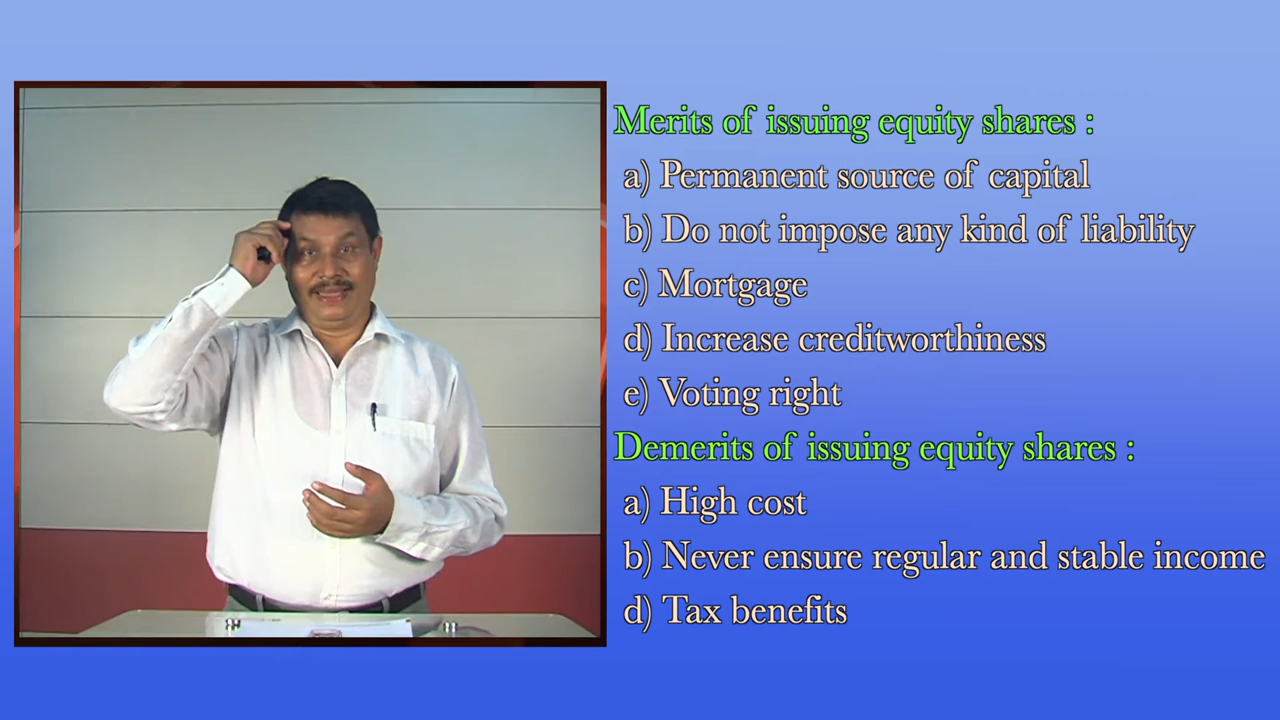 Merits of issuing equity shares :
a) Permanent source of capital
b) Do not impose any kind of liability
c) Mortgage
d) Increase creditworthiness
e) Voting right
Demerits of issuing equity shares :
a) High cost
b) Never ensure regular and stable income
d) Tax benefits